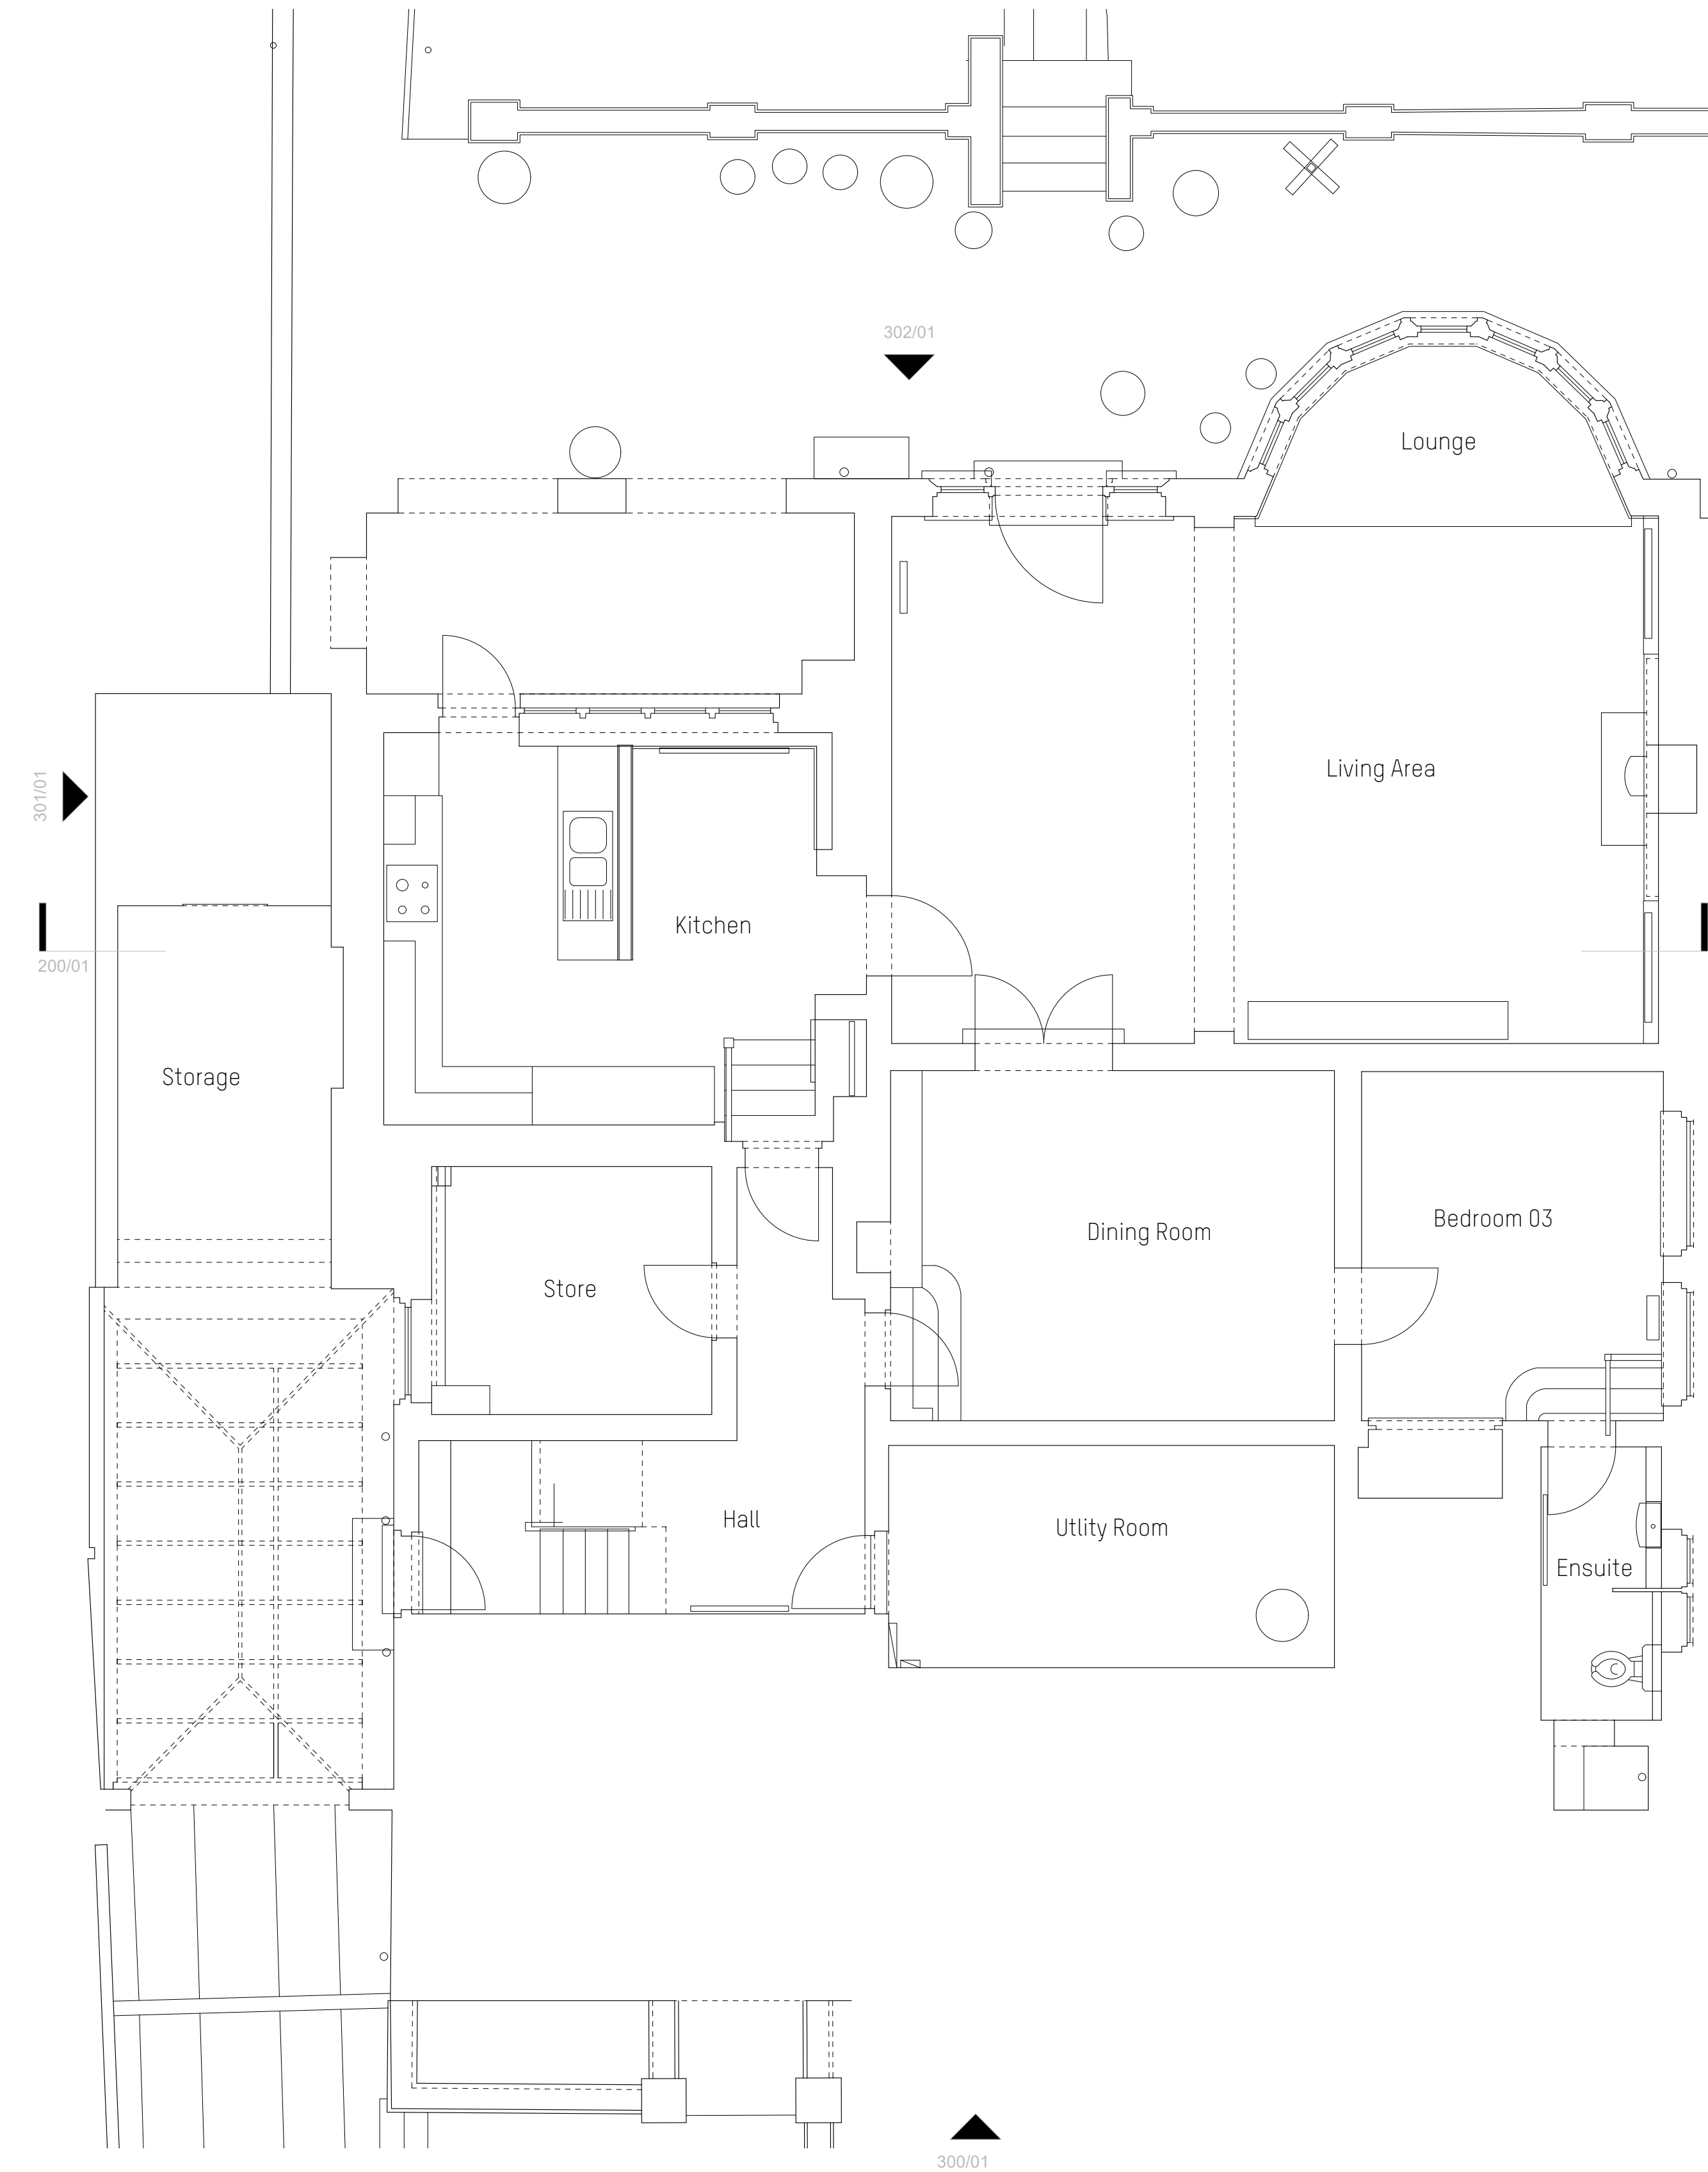 302/01
Lounge
301/01
Living Area
Kitchen
200/01
Storage
Bedroom 03
Dining Room
Store
Hall
Utlity Room
Ensuite
300/01